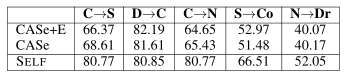 C→S D→C C→N S→Co N→Dr
CASe+E 66.37 82.19 64.65 52.97 40.07
CASe 68.61 81.61 65.43 51.48 40.17
SELF 80.77 80.85 80.77 66.51 52.05